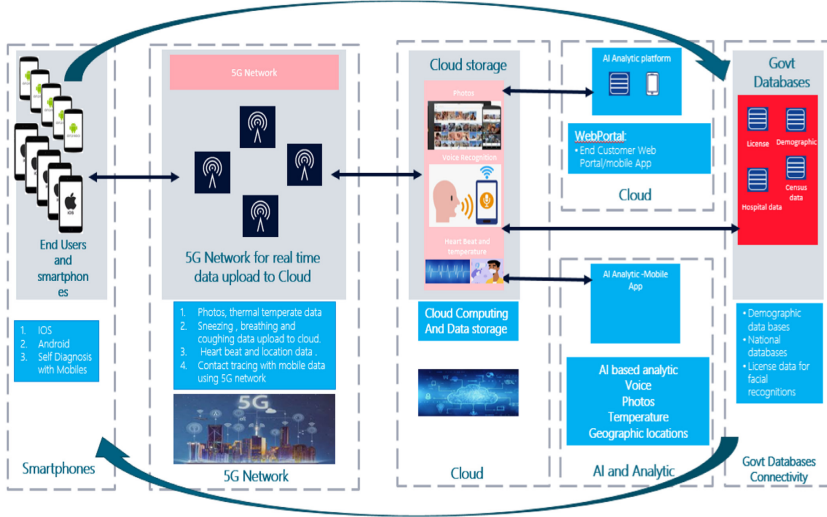 End Users
and
smartphon
es
1. IOS
2. Android
3. Self Diagnosis
with Mobiles
Smartphones
5G Network
5G Network for real time
data upload to Cloud
1. Photos, thermal temperate data
2. Sneezing , breathing and
coughing data upload to cloud.
3. Heart beat and location data .
4. Contact tracing with mobile data
using 5G network
5G
5G Network
Cloud storage
Photos
Voice Recognition
Heart Beat and
temperature
Cloud Computing
And Data storage
Cloud
AI Analytic platform
WebPortal:
• End Customer Web
Portal/mobile App
Cloud
AI Analytic -Mobile
App
AI based analytic
Voice
Photos
Temperature
Geographic locations
AI and Analytic
Govt
Databases
License
Demographic
Hospital data
Census
data
• Demographic
data bases
• National
databases
• License data for
facial
recognitions
Govt Databases
Connectivity